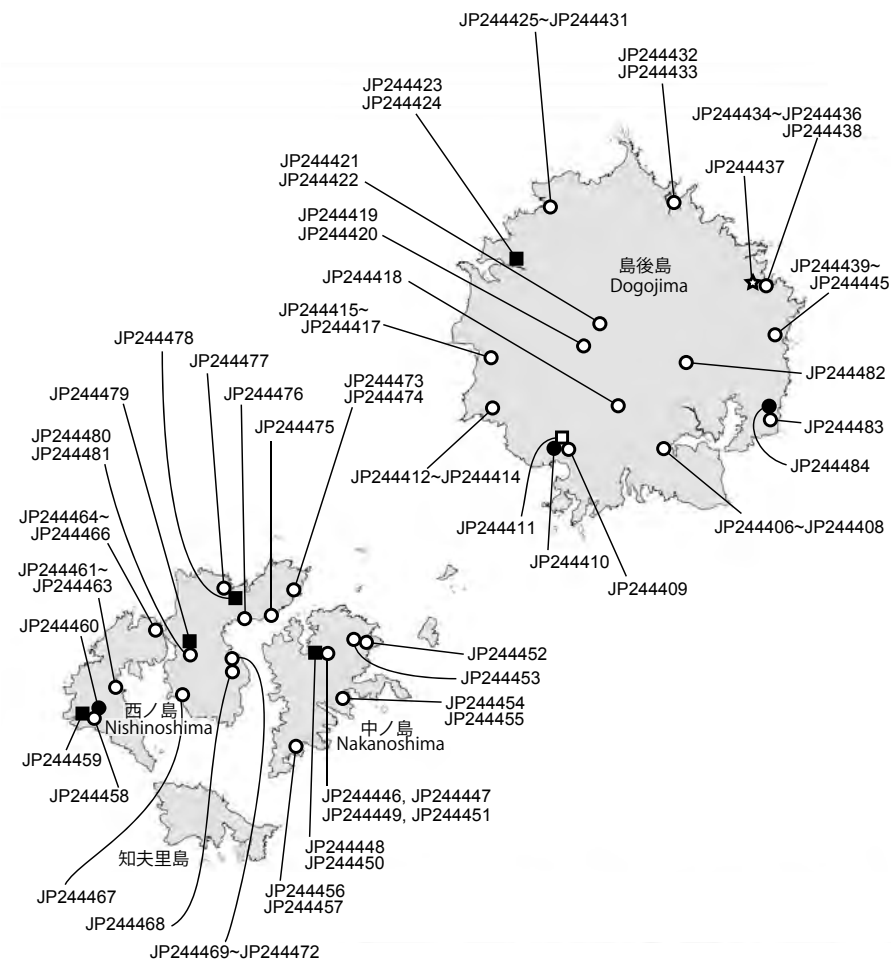 JP244425~JP244431
JP244432
JP244433
JP244423
JP244424
JP244434~JP244436
JP244438
JP244421
JP244422
JP244437
JP244419
JP244420
島後島
Dogojima
JP244439~
JP244445
JP244418
JP244415~
JP244417
JP244478
JP244477
JP244482
JP244479
JP244476
JP244473
JP244474
JP244475
JP244483
JP244480
JP244481
JP244484
JP244412~JP244414
JP244464~
JP244466
JP244411
JP244406~JP244408
JP244410
JP244461~
JP244463
JP244409
JP244460
JP244452
JP244453
西ノ島
Nishinoshima
中ノ島
Nakanoshima
JP244454
JP244455
JP244459
JP244458
JP244446, JP244447
JP244449, JP244451
JP244448
JP244450
知夫里島
JP244467
JP244456
JP244457
JP244468
JP244469~JP244472